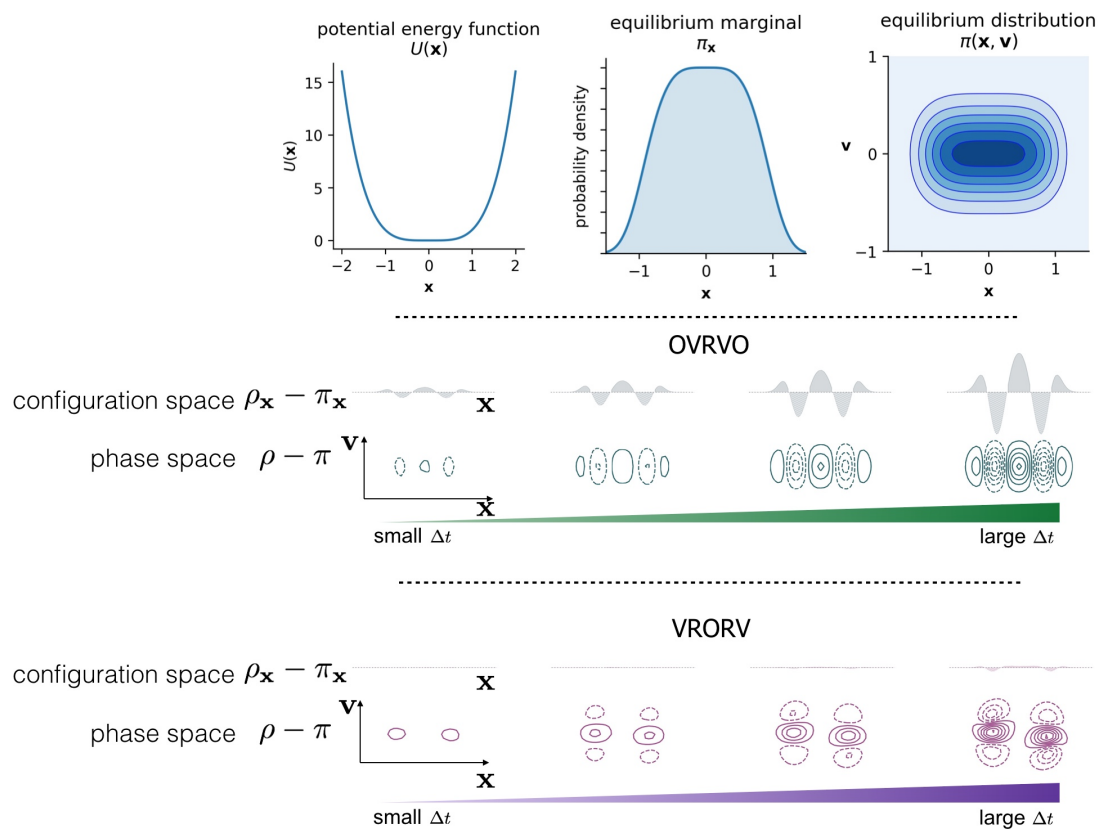 potential energy function
U(x)
equilibrium marginal
πₓ
equilibrium distribution
π(x, v)
U(x)
15
10
5
0
−2
−1
0
1
2
x
probability density
−1
0
1
x
v
1
0
−1
−1
0
1
x
OVRVO
configuration space ρₓ − πₓ
x
phase space ρ − π
v
x
small Δt
large Δt
VRORV
configuration space ρₓ − πₓ
x
phase space ρ − π
v
x
small Δt
large Δt